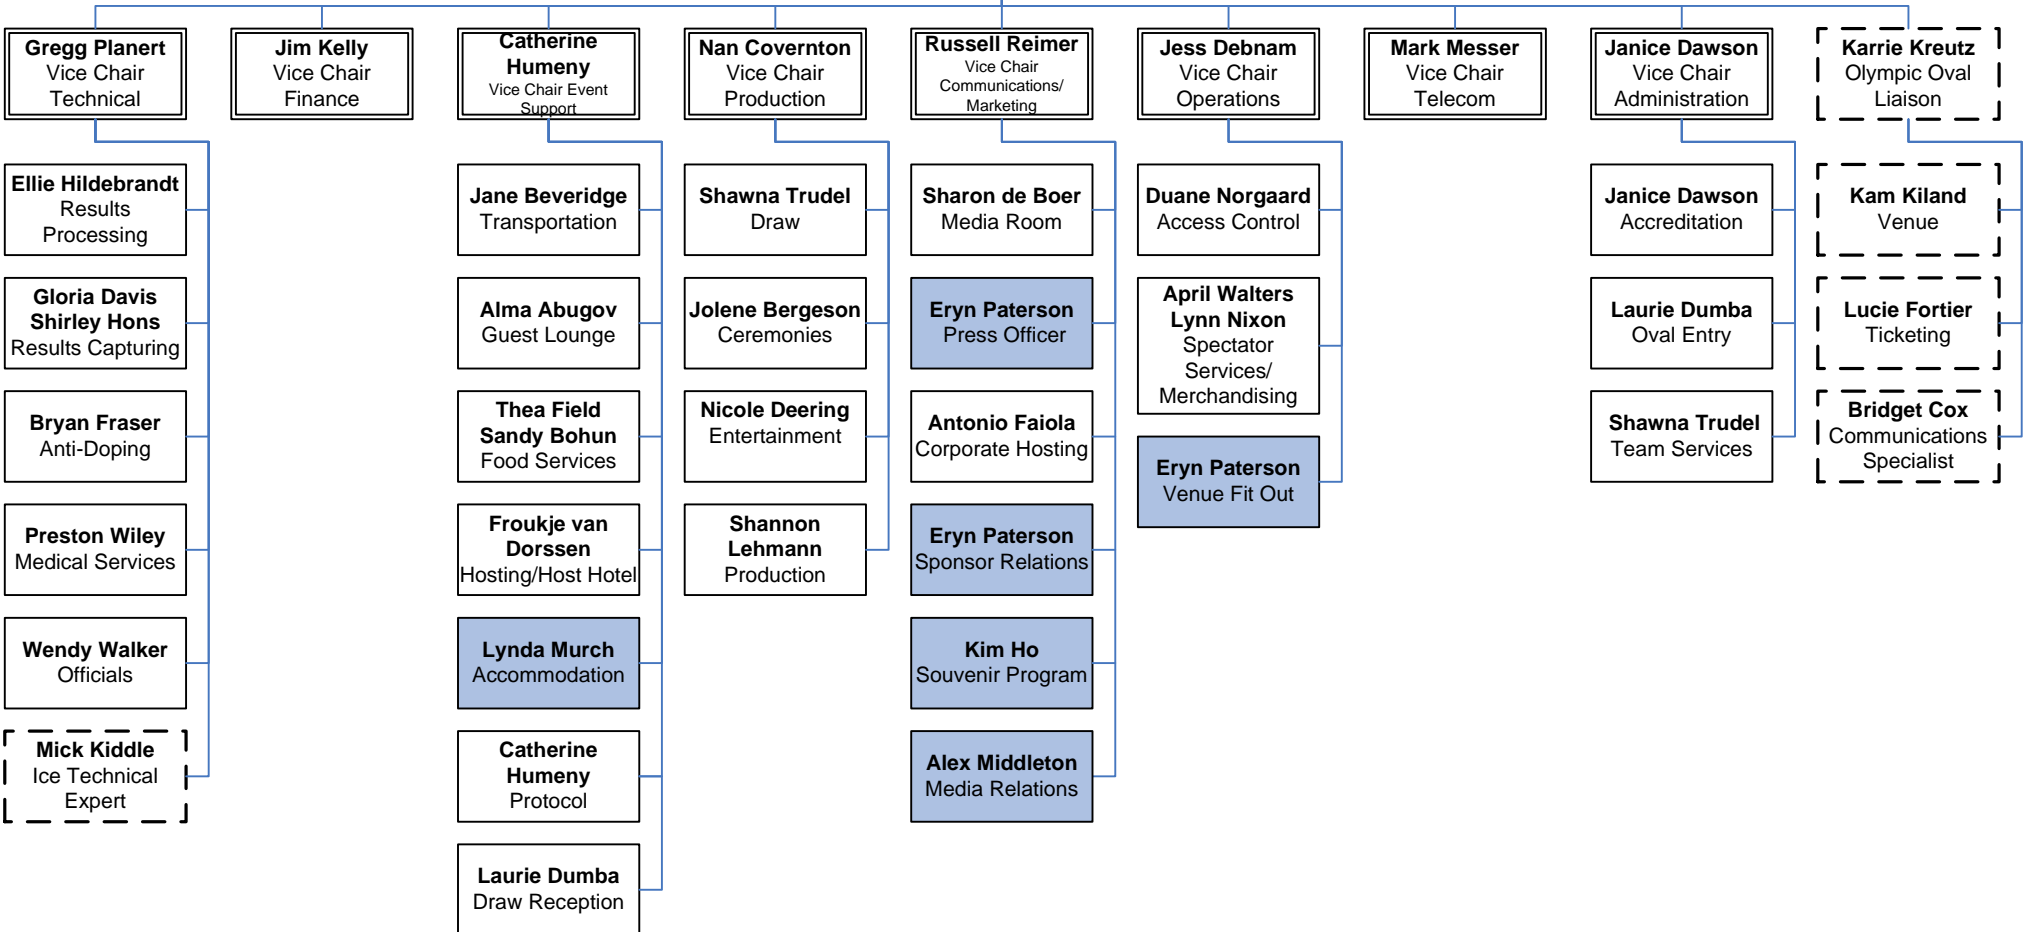 Gregg Planert
Vice Chair
Technical
Jim Kelly
Vice Chair
Finance
Catherine
Humeny
Vice Chair Event
Support
Nan Covernton
Vice Chair
Production
Russell Reimer
Vice Chair
Communications/
Marketing
Jess Debnam
Vice Chair
Operations
Mark Messer
Vice Chair
Telecom
Janice Dawson
Vice Chair
Administration
Karrie Kreutz
Olympic Oval
Liaison
Ellie Hildebrandt
Results
Processing
Gloria Davis
Shirley Hons
Results Capturing
Bryan Fraser
Anti-Doping
Preston Wiley
Medical Services
Wendy Walker
Officials
Mick Kiddle
Ice Technical
Expert
Jane Beveridge
Transportation
Alma Abugov
Guest Lounge
Thea Field
Sandy Bohun
Food Services
Froukje van
Dorssen
Hosting/Host Hotel
Lynda Murch
Accommodation
Catherine
Humeny
Protocol
Laurie Dumba
Draw Reception
Shawna Trudel
Draw
Jolene Bergeson
Ceremonies
Nicole Deering
Entertainment
Shannon
Lehmann
Production
Sharon de Boer
Media Room
Eryn Paterson
Press Officer
Antonio Faiola
Corporate Hosting
Eryn Paterson
Sponsor Relations
Kim Ho
Souvenir Program
Alex Middleton
Media Relations
Duane Norgaard
Access Control
April Walters
Lynn Nixon
Spectator
Services/
Merchandising
Eryn Paterson
Venue Fit Out
Janice Dawson
Accreditation
Laurie Dumba
Oval Entry
Shawna Trudel
Team Services
Kam Kiland
Venue
Lucie Fortier
Ticketing
Bridget Cox
Communications
Specialist